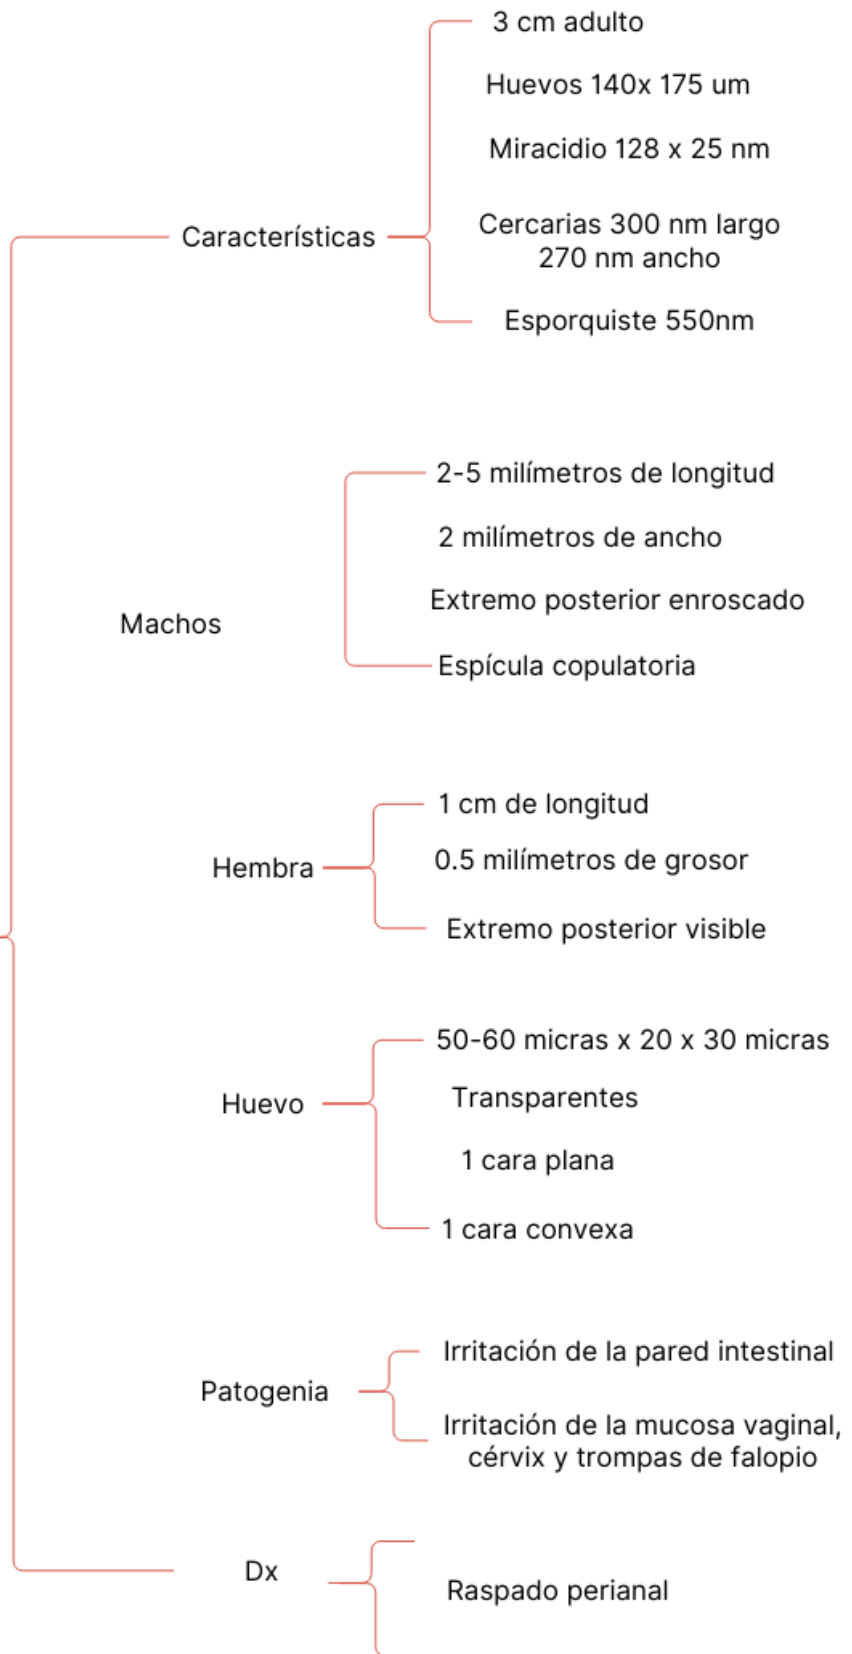 3 cm adulto
Huevos 140x 175 um
Miracidio 128 x 25 nm
Características
Cercarias 300 nm largo
270 nm ancho
Esporquiste 550nm
2-5 milímetros de longitud
2 milímetros de ancho
Extremo posterior enroscado
Machos
Espícula copulatoria
1 cm de longitud
Hembra
0.5 milímetros de grosor
Extremo posterior visible
50-60 micras x 20 x 30 micras
Huevo
Transparentes
1 cara plana
1 cara convexa
Irritación de la pared intestinal
Patogenia
Irritación de la mucosa vaginal,
cérvix y trompas de falopio
Dx
Raspado perianal